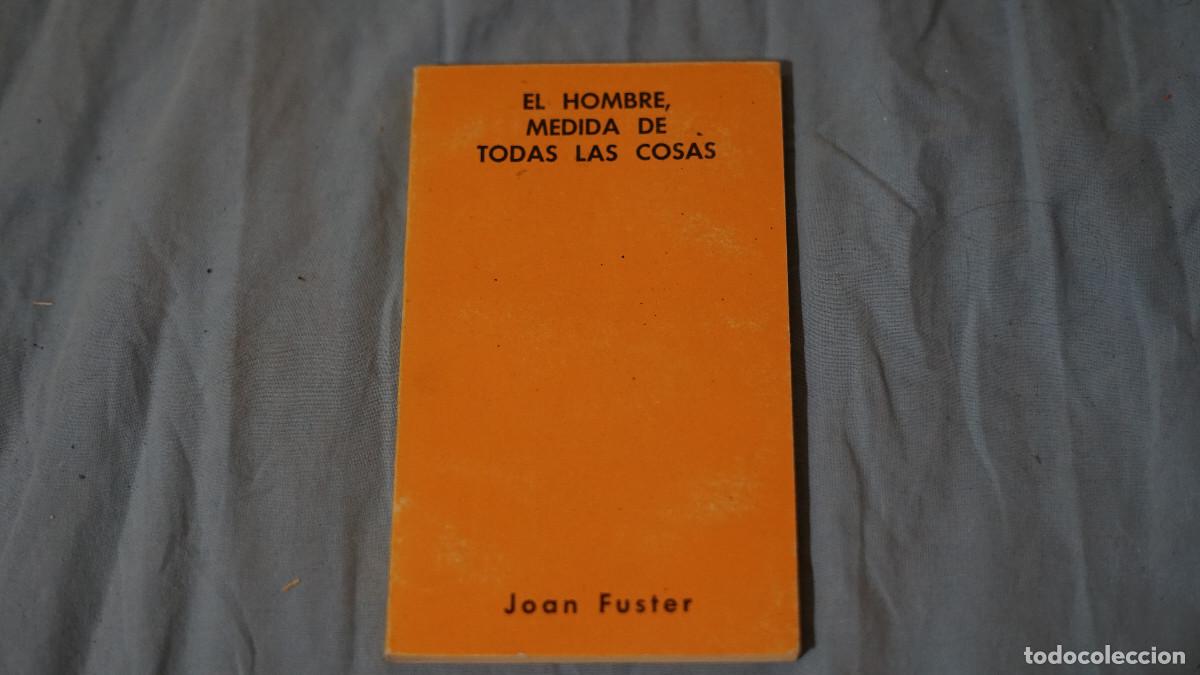 EL HOMBRE,
MEDIDA DE
TODAS LAS COSAS
Joan Fuster
todocoleccion